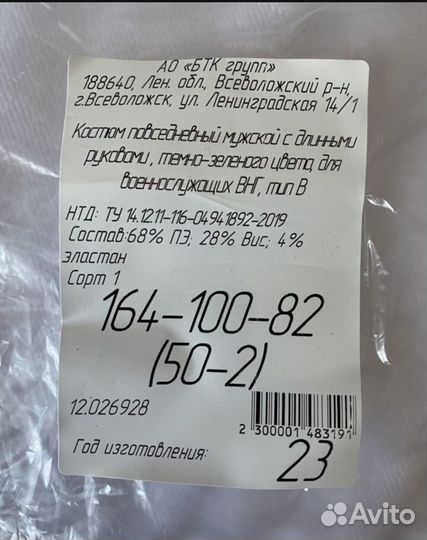 АО «БТК групп»
188640, Лен. обл., Всеволожский р-н,
г.Всеволожск, ул. Ленинградская 14/1
Костюм повседневный мужской с длинными
рукавами, темно-зеленого цвета, для
военнослужащих ВНГ, тип В
НТД: ТУ 14.12.11-116-04941892-2019
Состав:68% ПЭ; 28% Вис; 4%
эластан
Сорт 1
164-100-82
(50-2)
12.026928
2 300001 483191
Год изготовления:
23
Avito